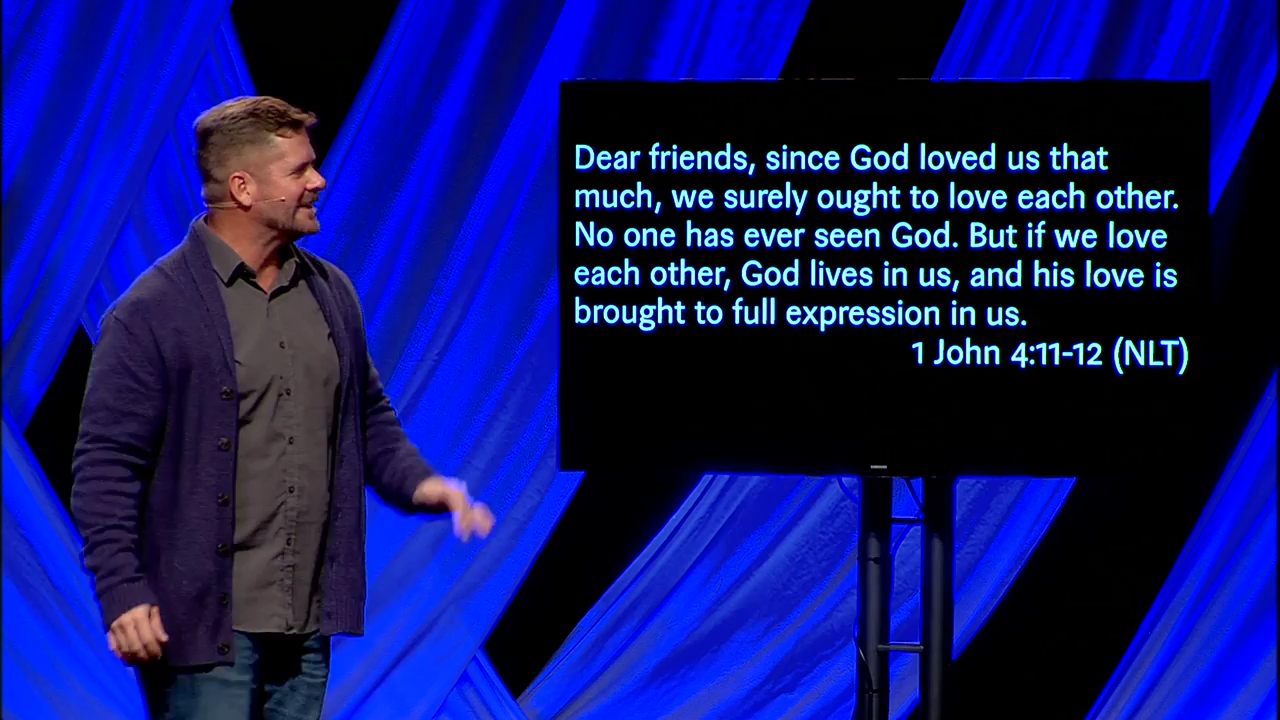 Dear friends, since God loved us that
much, we surely ought to love each other.
No one has ever seen God. But if we love
each other, God lives in us, and his love is
brought to full expression in us.
1 John 4:11-12 (NLT)